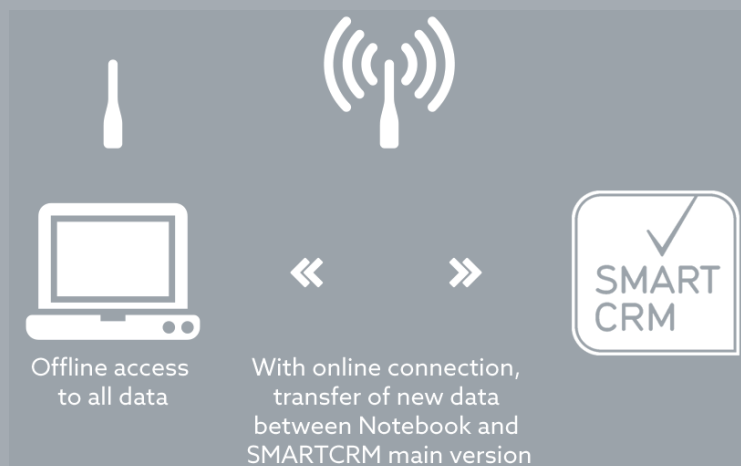 SMART
CRM
Offline access
to all data
With online connection,
transfer of new data
between Notebook and
SMARTCRM main version